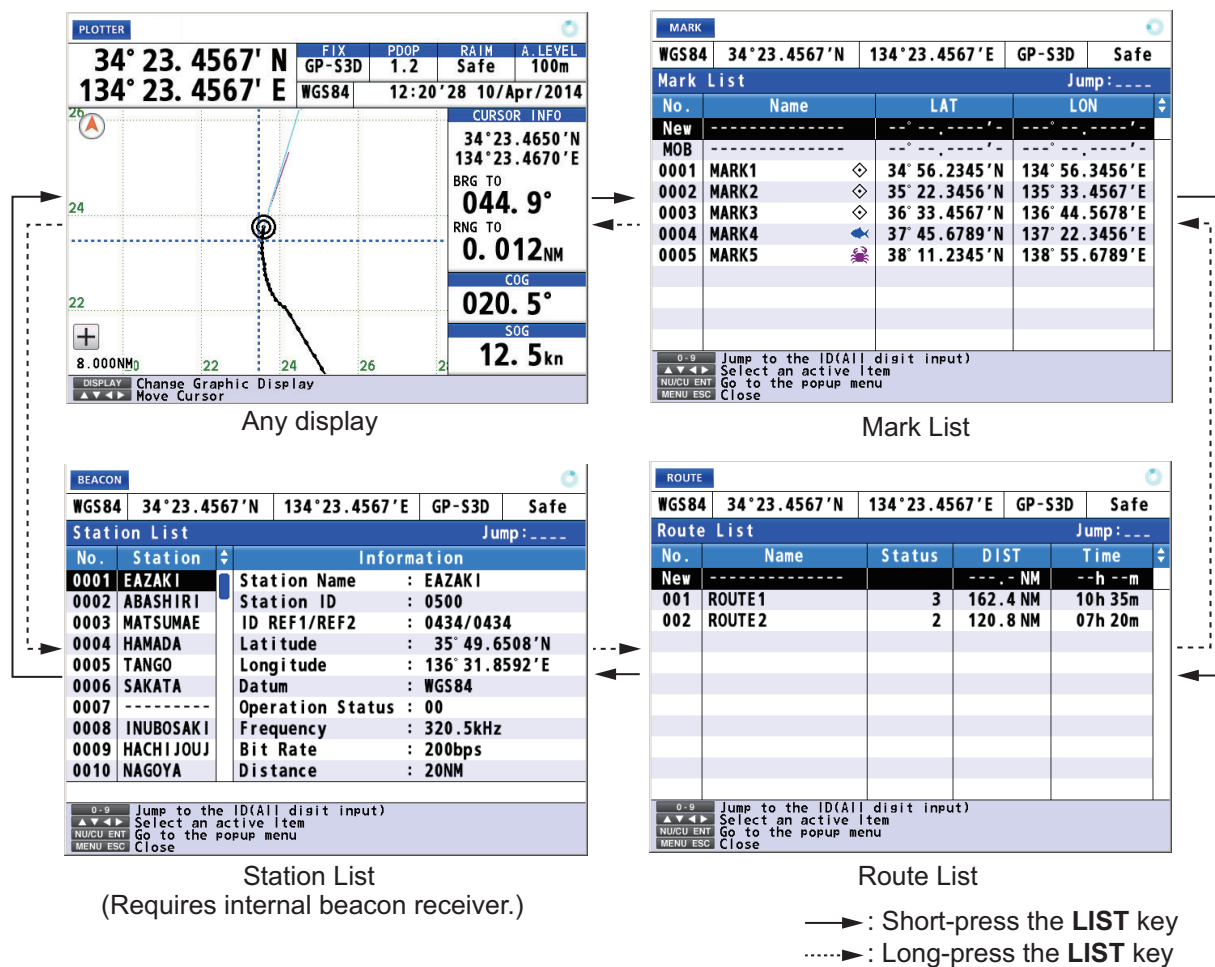 PLOTTER
34° 23. 4567' N
134° 23. 4567' E
FIX PDOP RAIM A.LEVEL
GP-S3D 1.2 Safe 100m
WGS84 12:20'28 10/Apr/2014
26
24
22
8.000NM 20 22 24 26 2
CURSOR INFO
34°23.4650'N
134°23.4670'E
BRG TO
044. 9°
RNG TO
0. 012NM
COG
020. 5°
SOG
12. 5kn
DISPLAY Change Graphic Display
▲▼◀▶ Move Cursor
Any display
MARK
WGS84 34°23.4567'N 134°23.4567'E GP-S3D Safe
Mark List Jump:____
No. Name LAT LON
New -------------- --°--.----'- ---°--.----'-
MOB -------------- --°--.----'- ---°--.----'-
0001 MARK1 34°56.2345'N 134°56.3456'E
0002 MARK2 35°22.3456'N 135°33.4567'E
0003 MARK3 36°33.4567'N 136°44.5678'E
0004 MARK4 37°45.6789'N 137°22.3456'E
0005 MARK5 38°11.2345'N 138°55.6789'E
0-9 Jump to the ID(All digit input)
▲▼◀▶ Select an active Item
NU/CU ENT Go to the popup menu
MENU ESC Close
Mark List
BEACON
WGS84 34°23.4567'N 134°23.4567'E GP-S3D Safe
Station List Jump:____
No. Station Information
0001 EAZAKI Station Name : EAZAKI
0002 ABASHIRI Station ID : 0500
0003 MATSUMAE ID REF1/REF2 : 0434/0434
0004 HAMADA Latitude : 35°49.6508'N
0005 TANGO Longitude : 136°31.8592'E
0006 SAKATA Datum : WGS84
0007 --------- Operation Status : 00
0008 INUBOSAKI Frequency : 320.5kHz
0009 HACHIJOUJ Bit Rate : 200bps
0010 NAGOYA Distance : 20NM
0-9 Jump to the ID(All digit input)
▲▼◀▶ Select an active Item
NU/CU ENT Go to the popup menu
MENU ESC Close
Station List
(Requires internal beacon receiver.)
ROUTE
WGS84 34°23.4567'N 134°23.4567'E GP-S3D Safe
Route List Jump:___
No. Name Status DIST Time
New -------------- ---.- NM --h --m
001 ROUTE1 3 162.4 NM 10h 35m
002 ROUTE2 2 120.8 NM 07h 20m
0-9 Jump to the ID(All digit input)
▲▼◀▶ Select an active Item
NU/CU ENT Go to the popup menu
MENU ESC Close
Route List
: Short-press the LIST key
: Long-press the LIST key